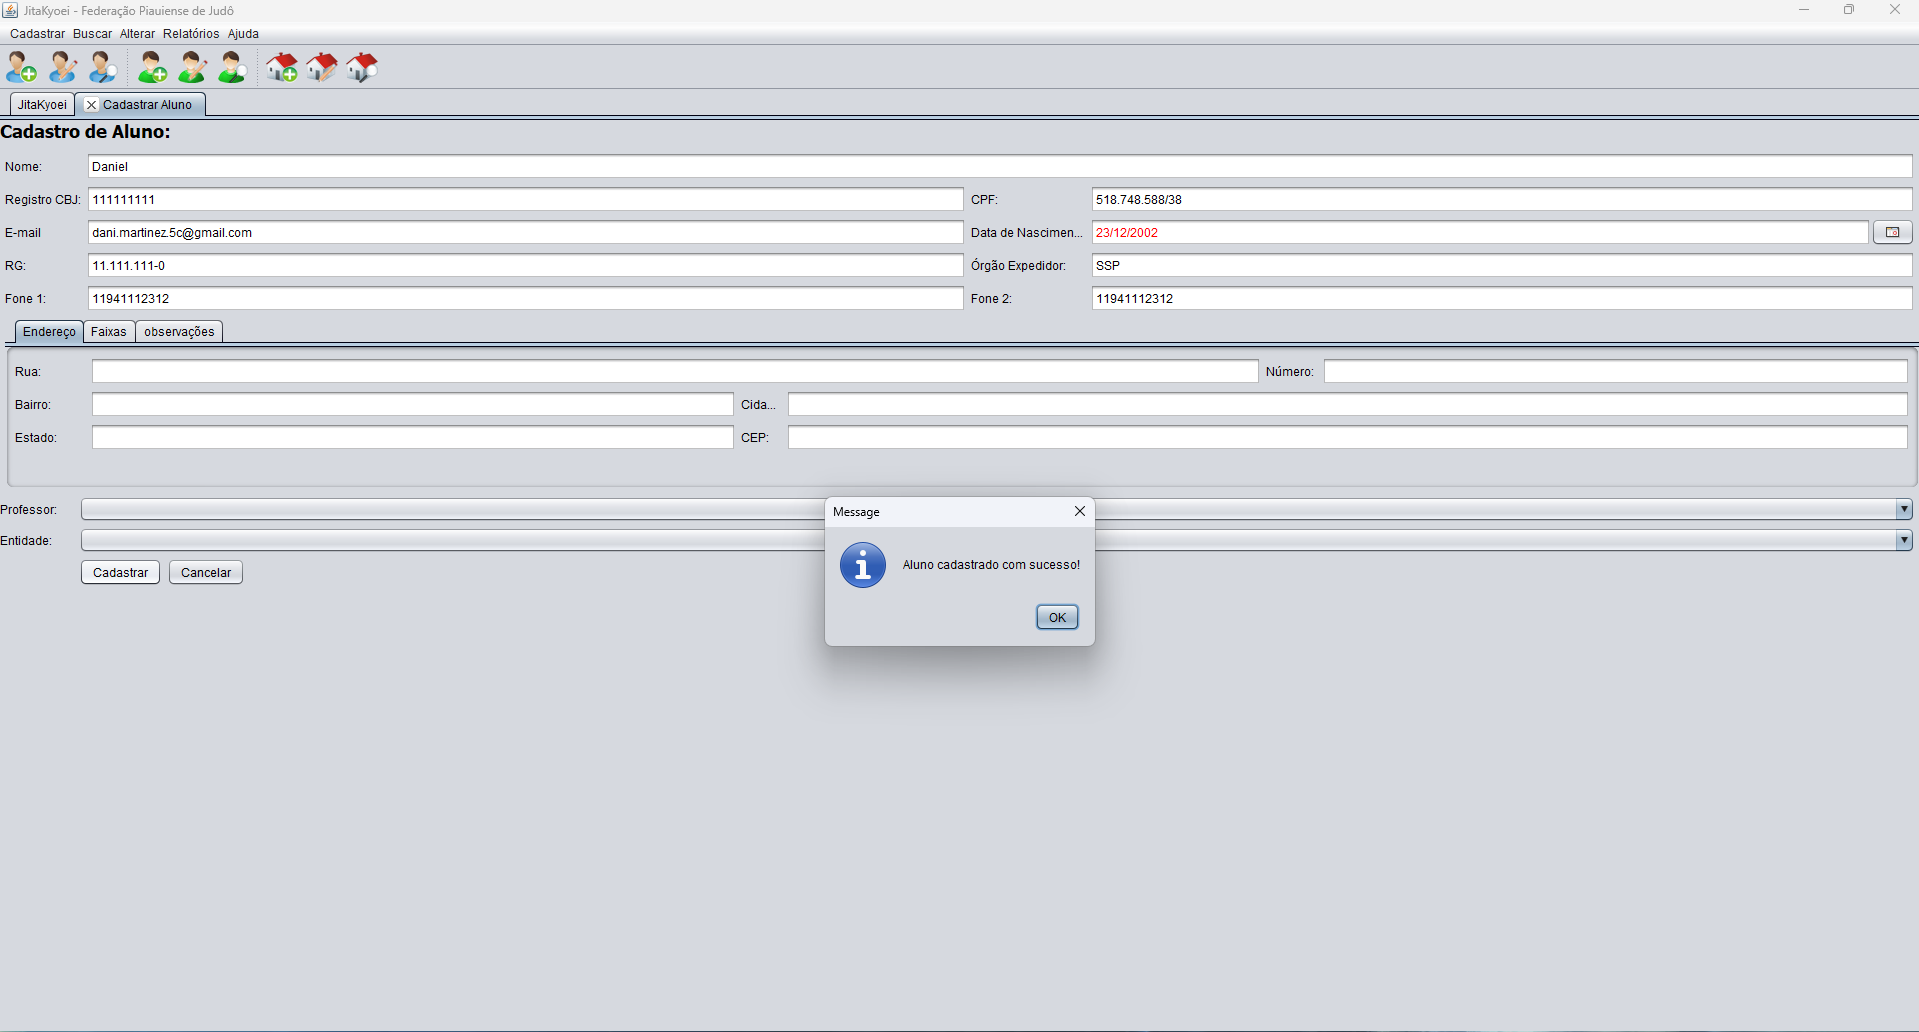 JitaKyoei - Federação Piauiense de Judô
Cadastrar Buscar Alterar Relatórios Ajuda
JitaKyoei Cadastrar Aluno
Cadastro de Aluno:
Nome: Daniel
Registro CBJ: 111111111 CPF: 518.748.588/38
E-mail dani.martinez.5c@gmail.com Data de Nascimen... 23/12/2002
RG: 11.111.111-0 Órgão Expedidor: SSP
Fone 1: 11941112312 Fone 2: 11941112312
Endereço Faixas observações
Rua: Número:
Bairro: Cida...
Estado: CEP:
Professor:
Entidade:
Cadastrar Cancelar
Message
Aluno cadastrado com sucesso!
OK